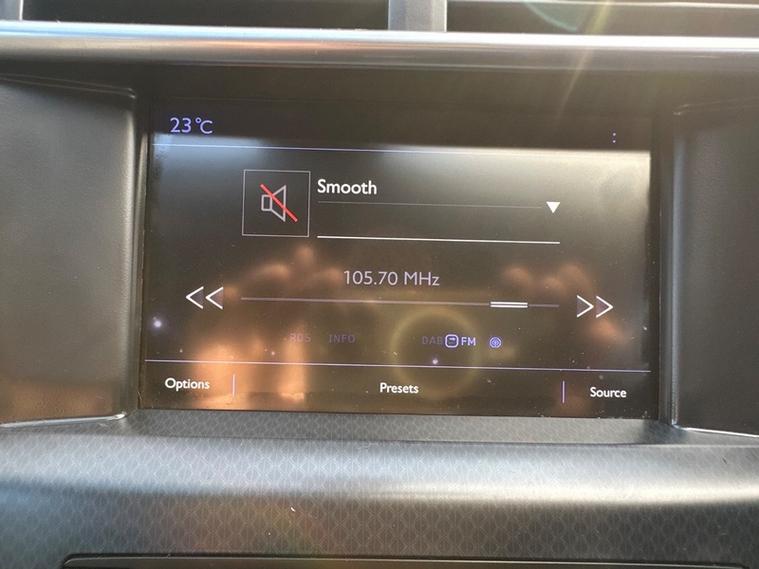 23°C
Smooth
105.70 MHz
RDS INFO DAB FM
Options Presets Source